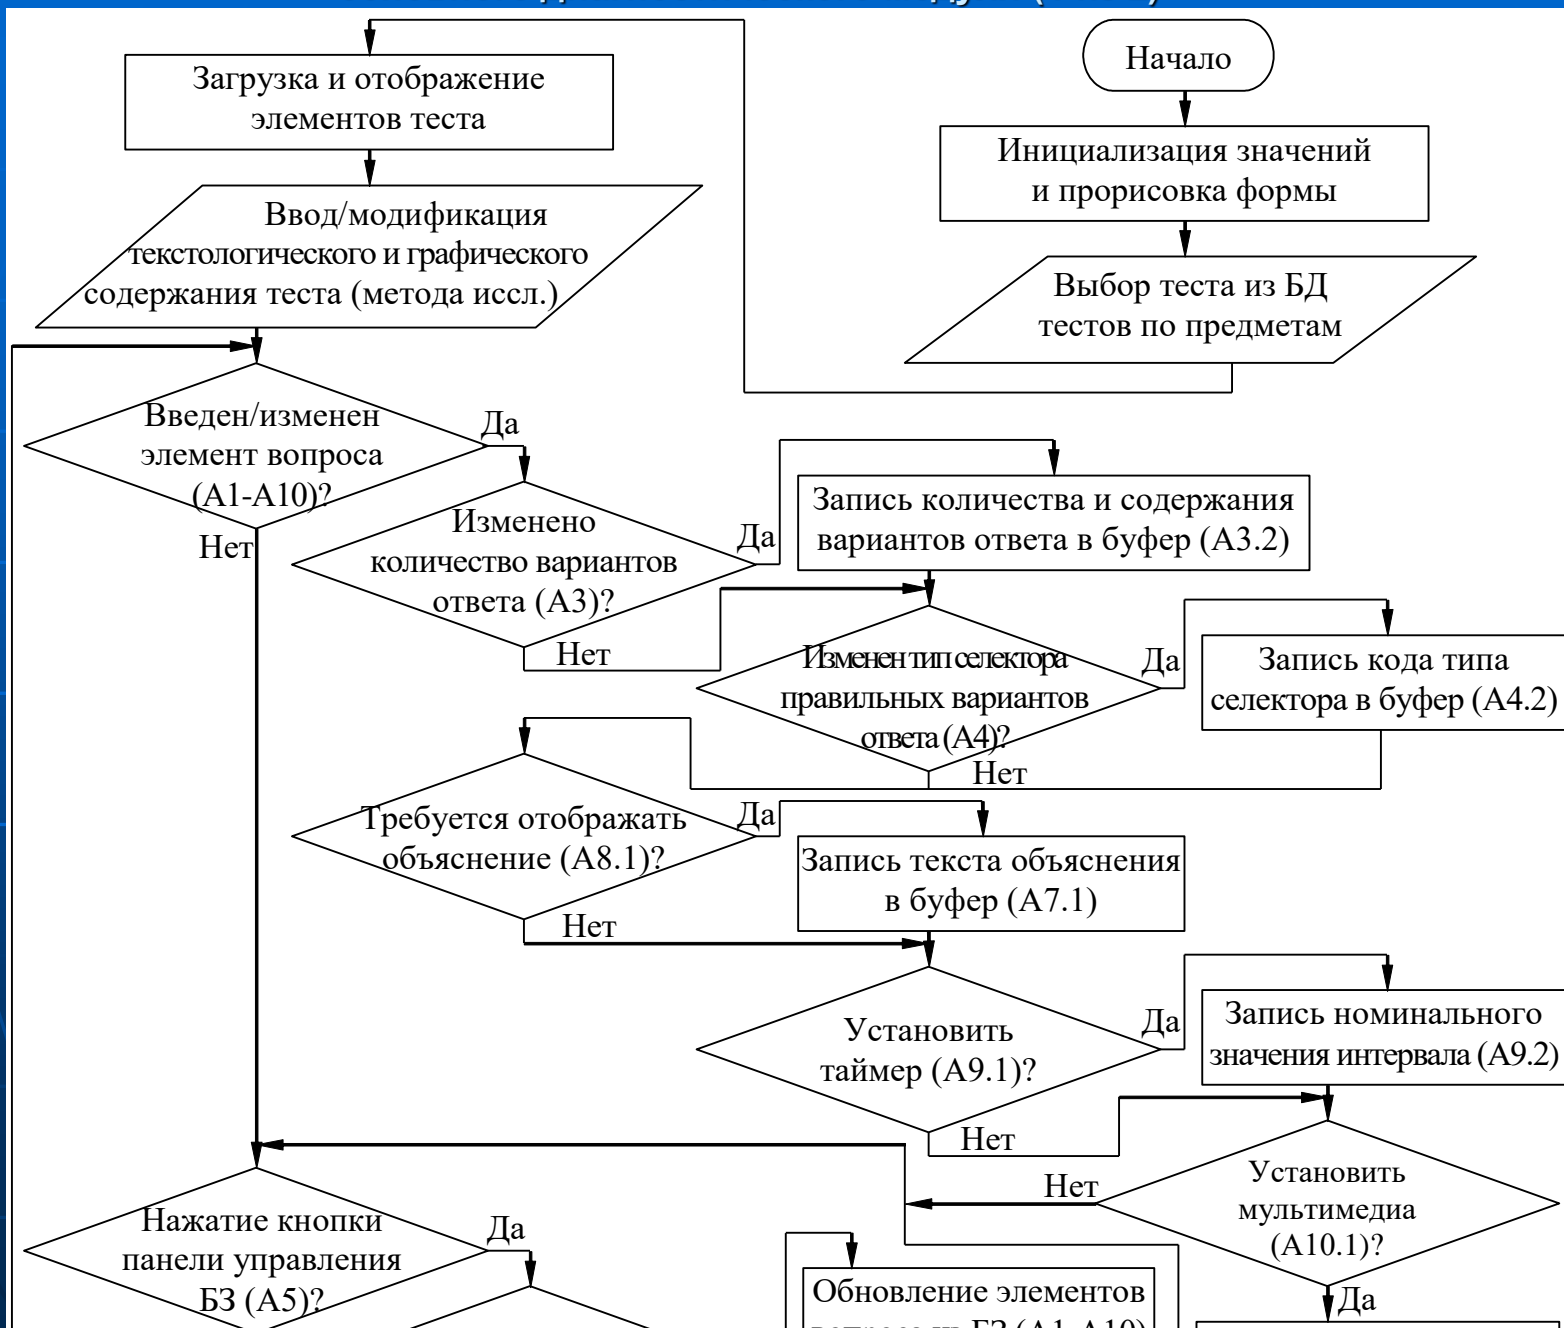 Начало
Инициализация значений
и прорисовка формы
Выбор теста из БД
тестов по предметам
Загрузка и отображение
элементов теста
Ввод/модификация
текстологического и графического
содержания теста (метода иссл.)
Введен/изменен
элемент вопроса
(А1-А10)?
Да
Нет
Изменено
количество вариантов
ответа (А3)?
Да
Нет
Запись количества и содержания
вариантов ответа в буфер (А3.2)
Изменен тип селектора
правильных вариантов
ответа (А4)?
Да
Нет
Запись кода типа
селектора в буфер (А4.2)
Требуется отображать
объяснение (А8.1)?
Да
Нет
Запись текста объяснения
в буфер (А7.1)
Установить
таймер (А9.1)?
Да
Нет
Запись номинального
значения интервала (А9.2)
Установить
мультимедиа
(А10.1)?
Нет
Да
Нажатие кнопки
панели управления
БЗ (А5)?
Да
Обновление элементов
БЗ (А1-А10)